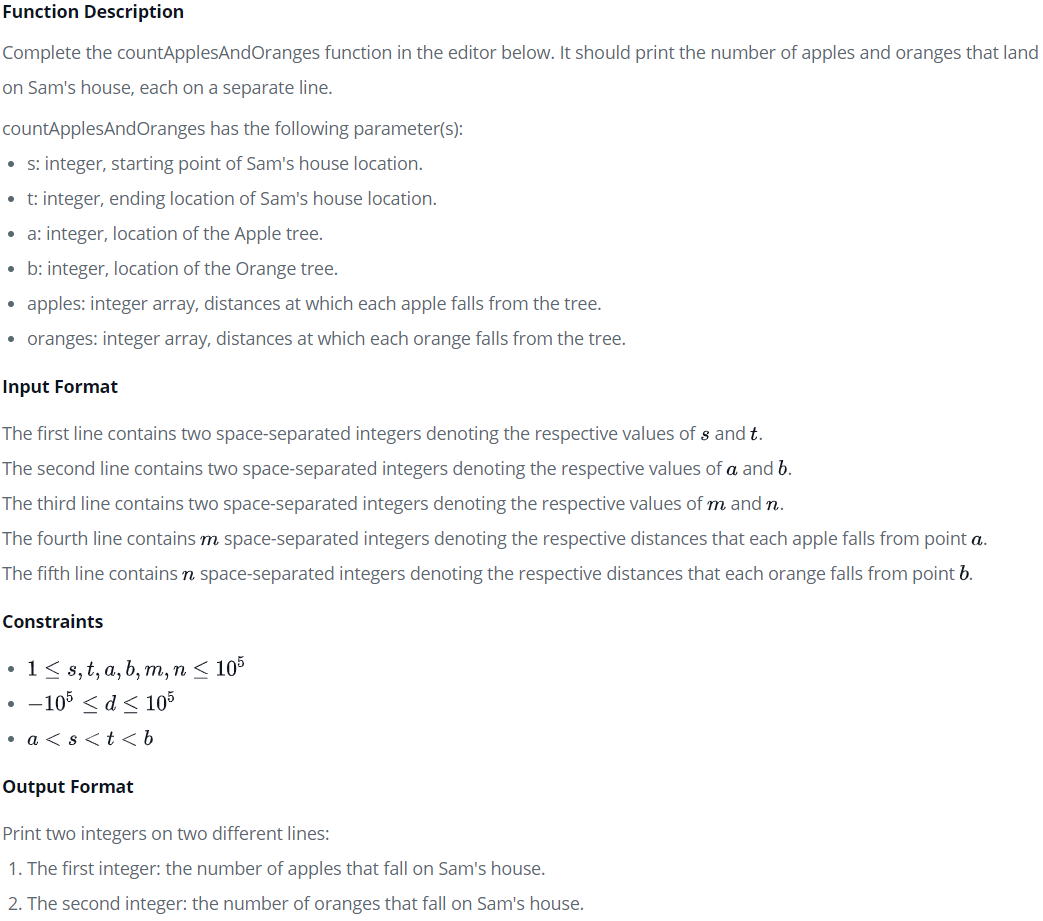 Function Description
Complete the countApplesAndOranges function in the editor below. It should print the number of apples and oranges that land
on Sam's house, each on a separate line.
countApplesAndOranges has the following parameter(s):
• s: integer, starting point of Sam's house location.
• t: integer, ending location of Sam's house location.
• a: integer, location of the Apple tree.
• b: integer, location of the Orange tree.
• apples: integer array, distances at which each apple falls from the tree.
• oranges: integer array, distances at which each orange falls from the tree.
Input Format
The first line contains two space-separated integers denoting the respective values of s and t.
The second line contains two space-separated integers denoting the respective values of a and b.
The third line contains two space-separated integers denoting the respective values of m and n.
The fourth line contains m space-separated integers denoting the respective distances that each apple falls from point a.
The fifth line contains n space-separated integers denoting the respective distances that each orange falls from point b.
Constraints
• 1 ≤ s, t, a, b, m, n ≤ 10⁵
• −10⁵ ≤ d ≤ 10⁵
• a < s < t < b
Output Format
Print two integers on two different lines:
1. The first integer: the number of apples that fall on Sam's house.
2. The second integer: the number of oranges that fall on Sam's house.